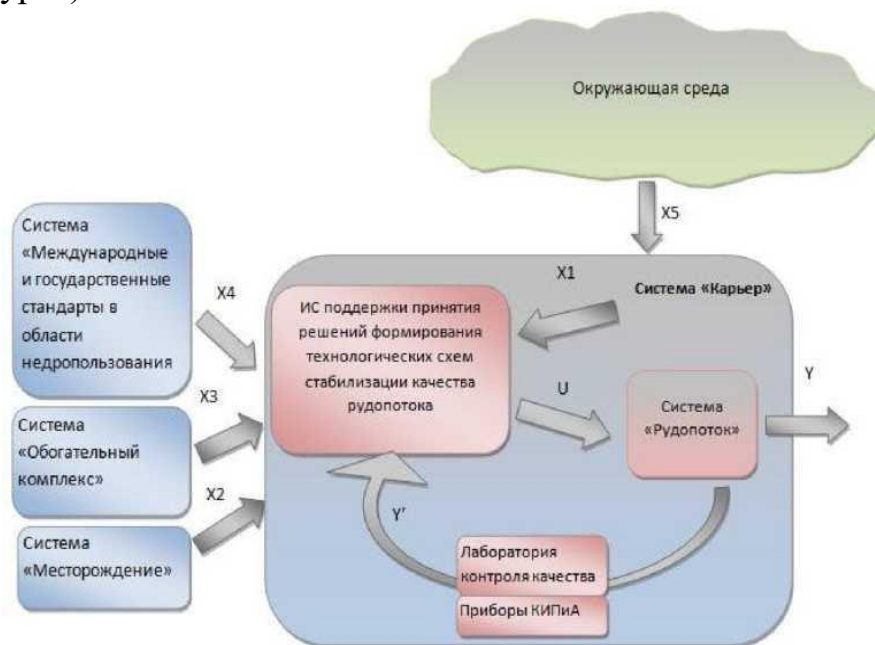 Окружающая среда
X5
Система
«Международные
и государственные
стандарты в
области
недропользования
X4
X1
Система «Карьер»
ИС поддержки принятия
решений формирования
технологических схем
стабилизации качества
рудопотока
X3
U
Y
Система
«Рудопоток»
Система
«Обогательный
комплекс»
X2
Система
«Месторождение»
Y'
Лаборатория
контроля качества
Приборы КИПиА